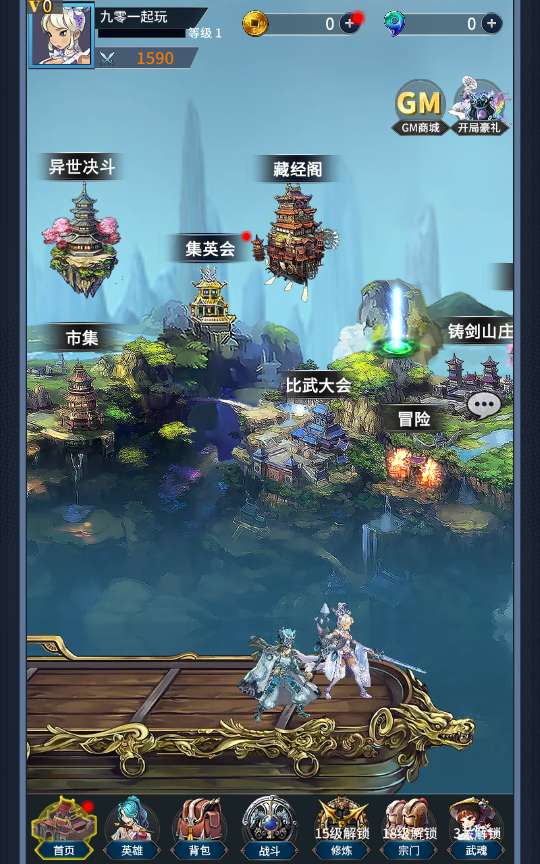 V0
九零一起玩
等级 1
1590
0
0
GM
GM商城
开局豪礼
异世决斗
藏经阁
集英会
市集
铸剑山庄
比武大会
冒险
15级解锁
18级解锁
首页
英雄
背包
战斗
修炼
宗门
武魂